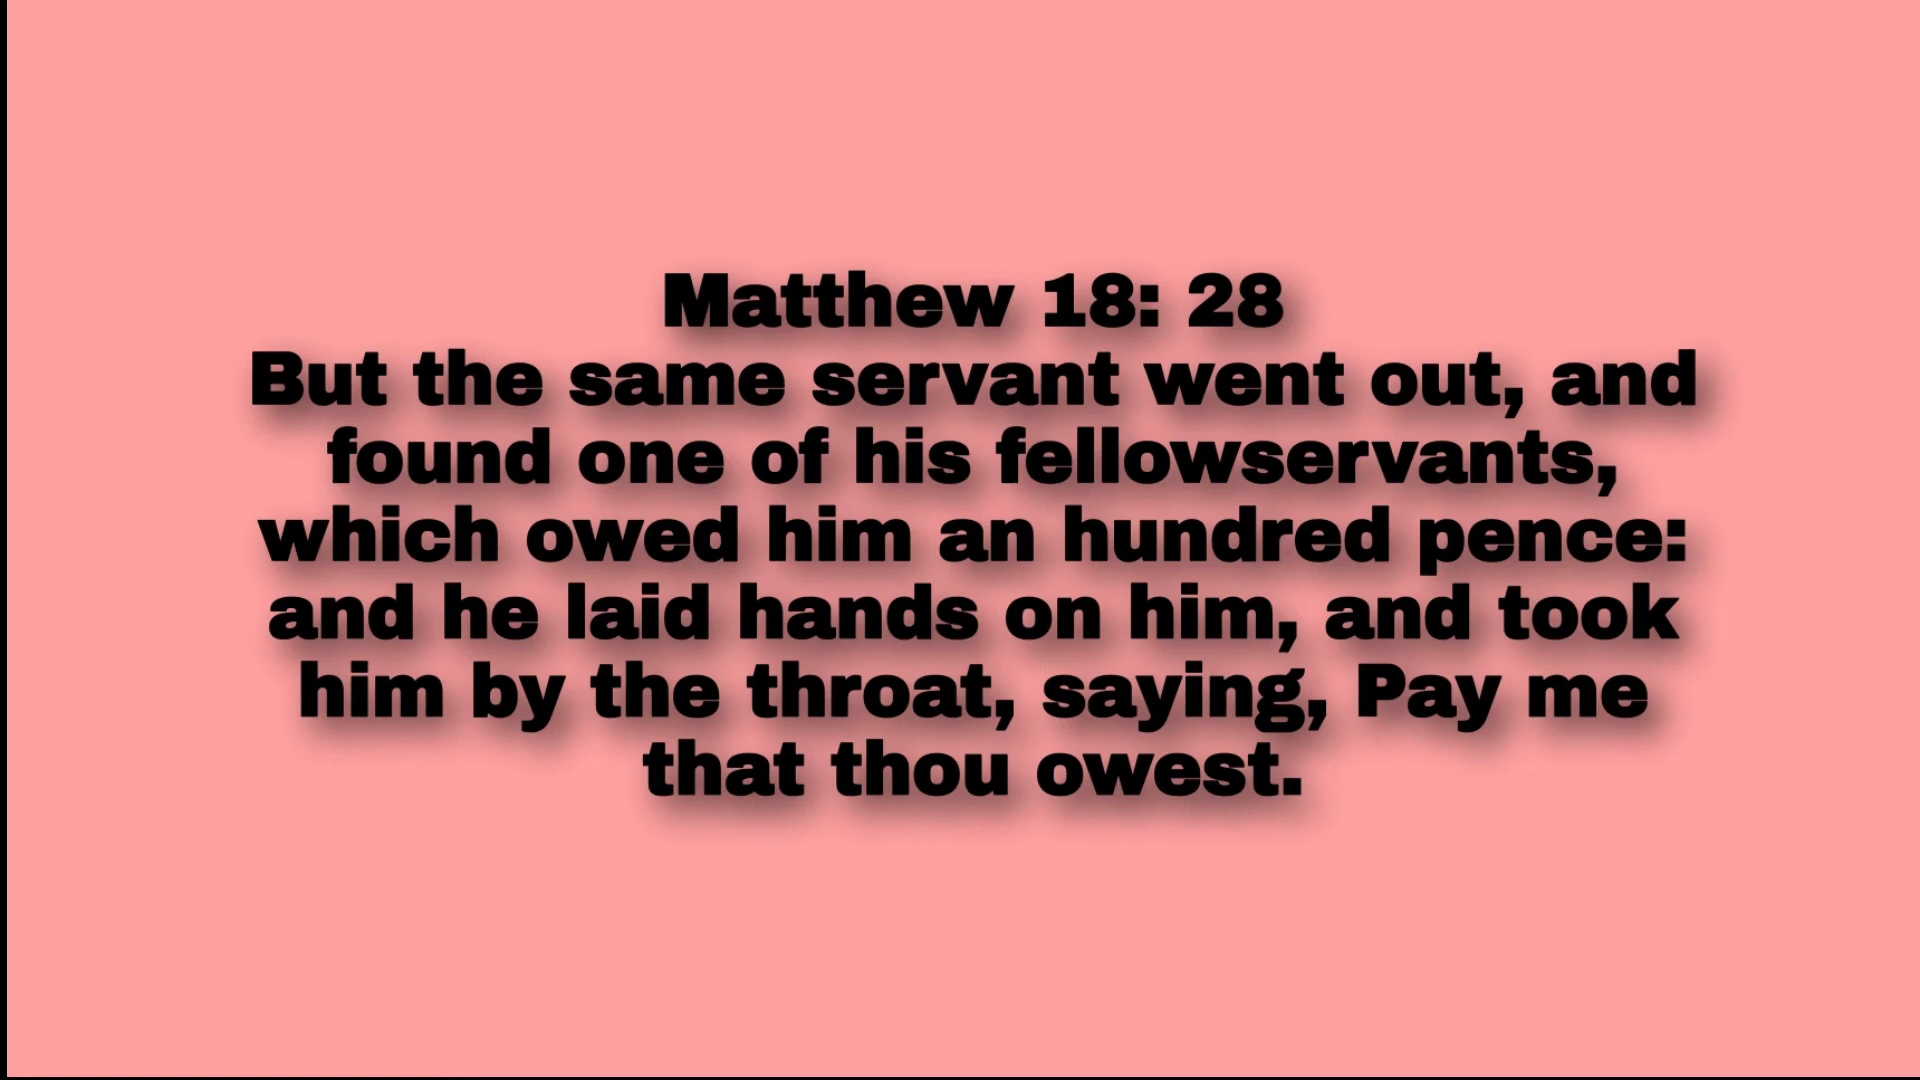 Matthew 18: 28
But the same servant went out, and
found one of his fellowservants,
which owed him an hundred pence:
and he laid hands on him, and took
him by the throat, saying, Pay me
that thou owest.